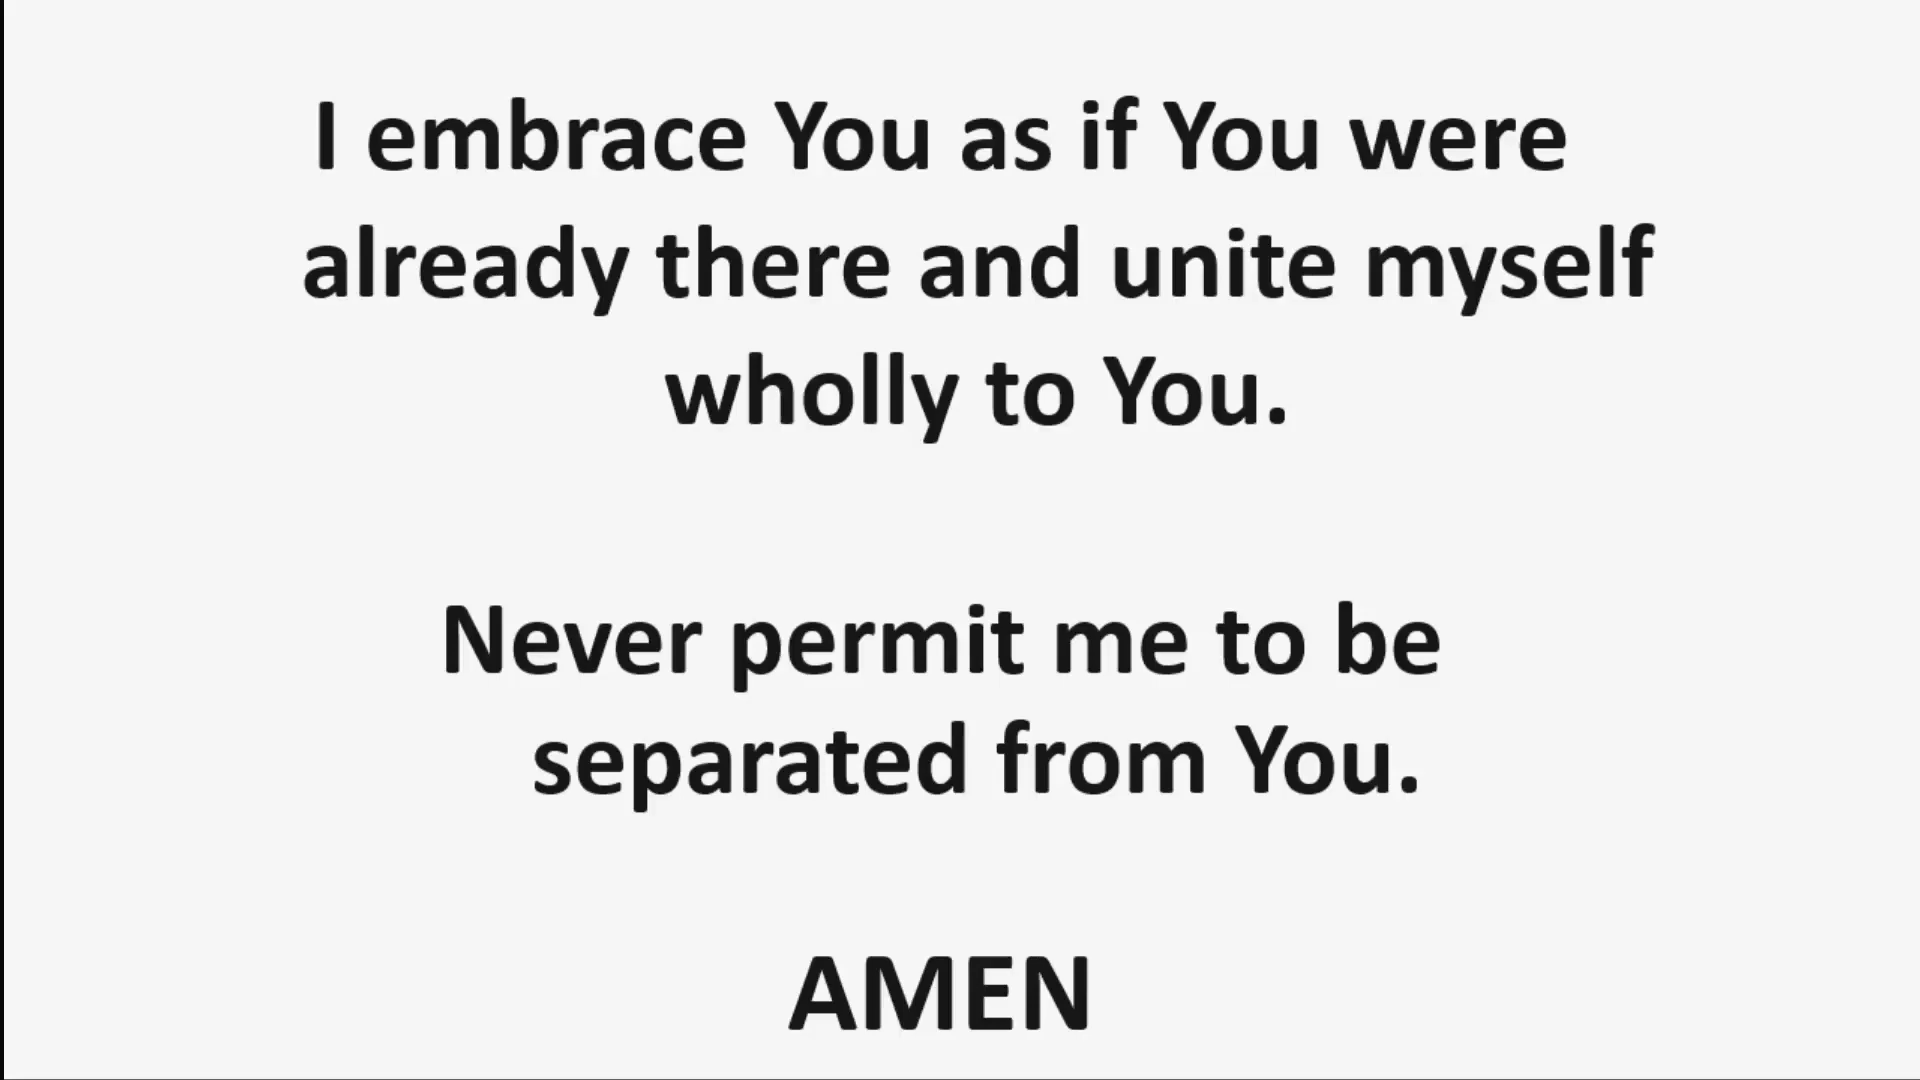 I embrace You as if You were
already there and unite myself
wholly to You.
Never permit me to be
separated from You.
AMEN